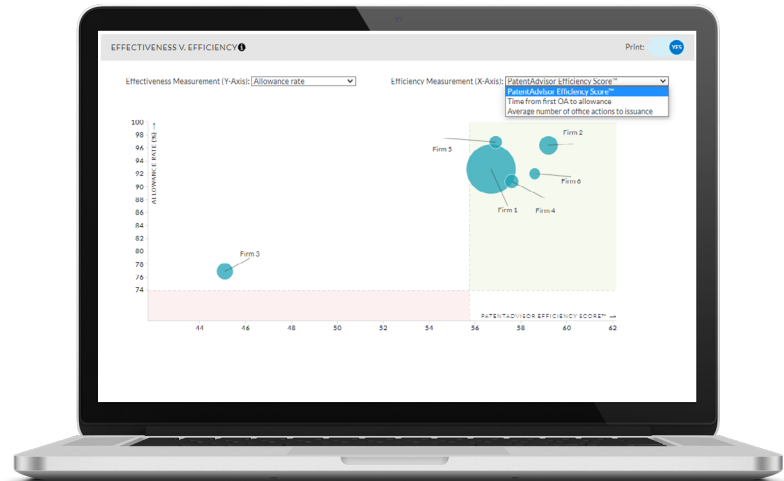 EFFECTIVENESS V. EFFICIENCY
Print: YES
Effectiveness Measurement (Y-Axis): Allowance rate
Efficiency Measurement (X-Axis): PatentAdvisor Efficiency Score™
PatentAdvisor Efficiency Score™
Time from first OA to allowance
Average number of office actions to issuance
ALLOWANCE RATE (%) →
100
98
96
94
92
90
88
86
84
82
80
78
76
74
Firm 5
Firm 2
Firm 6
Firm 1
Firm 4
Firm 3
PATENTADVISOR EFFICIENCY SCORE™ →
44 46 48 50 52 54 56 58 60 62